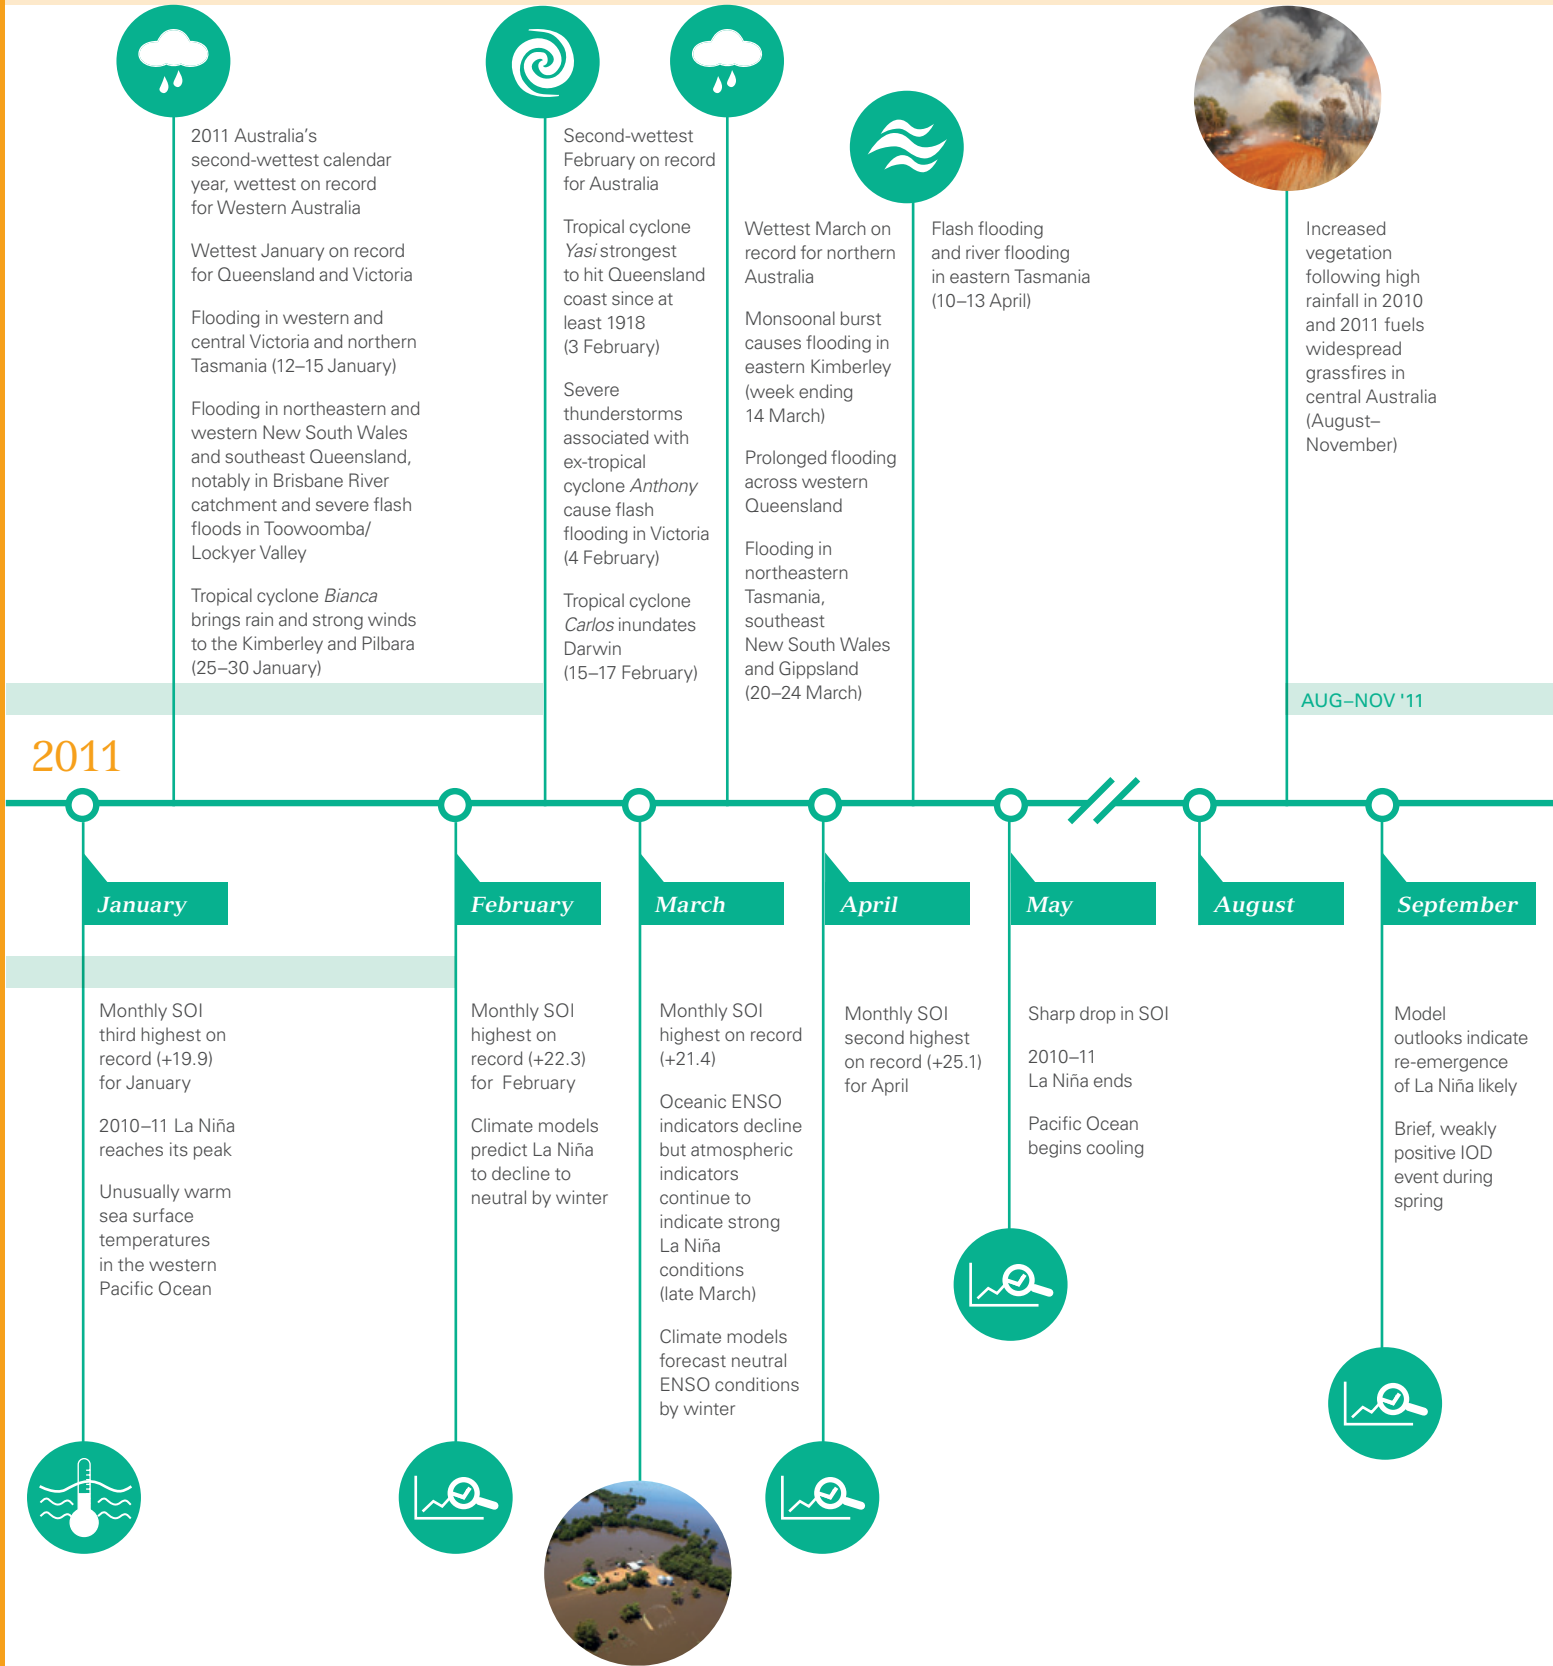 2011 Australia's
second-wettest calendar
year, wettest on record
for Western Australia
Wettest January on record
for Queensland and Victoria
Flooding in western and
central Victoria and northern
Tasmania (12–15 January)
Flooding in northeastern and
western New South Wales
and southeast Queensland,
notably in Brisbane River
catchment and severe flash
floods in Toowoomba/
Lockyer Valley
Tropical cyclone Bianca
brings rain and strong winds
to the Kimberley and Pilbara
(25–30 January)
Second-wettest
February on record
for Australia
Tropical cyclone
Yasi strongest
to hit Queensland
coast since at
least 1918
(3 February)
Severe
thunderstorms
associated with
ex-tropical
cyclone Anthony
cause flash
flooding in Victoria
(4 February)
Tropical cyclone
Carlos inundates
Darwin
(15–17 February)
Wettest March on
record for northern
Australia
Monsoonal burst
causes flooding in
eastern Kimberley
(week ending
14 March)
Prolonged flooding
across western
Queensland
Flooding in
northeastern
Tasmania,
southeast
New South Wales
and Gippsland
(20–24 March)
Flash flooding
and river flooding
in eastern Tasmania
(10–13 April)
Increased
vegetation
following high
rainfall in 2010
and 2011 fuels
widespread
grassfires in
central Australia
(August–
November)
AUG–NOV '11
2011
January
February
March
April
May
August
September
Monthly SOI
third highest on
record (+19.9)
for January
2010–11 La Niña
reaches its peak
Unusually warm
sea surface
temperatures
in the western
Pacific Ocean
Monthly SOI
highest on
record (+22.3)
for February
Climate models
predict La Niña
to decline to
neutral by winter
Monthly SOI
highest on record
(+21.4)
Oceanic ENSO
indicators decline
but atmospheric
indicators
continue to
indicate strong
La Niña
conditions
(late March)
Climate models
forecast neutral
ENSO conditions
by winter
Monthly SOI
second highest
on record (+25.1)
for April
Sharp drop in SOI
2010–11
La Niña ends
Pacific Ocean
begins cooling
Model
outlooks indicate
re-emergence
of La Niña likely
Brief, weakly
positive IOD
event during
spring